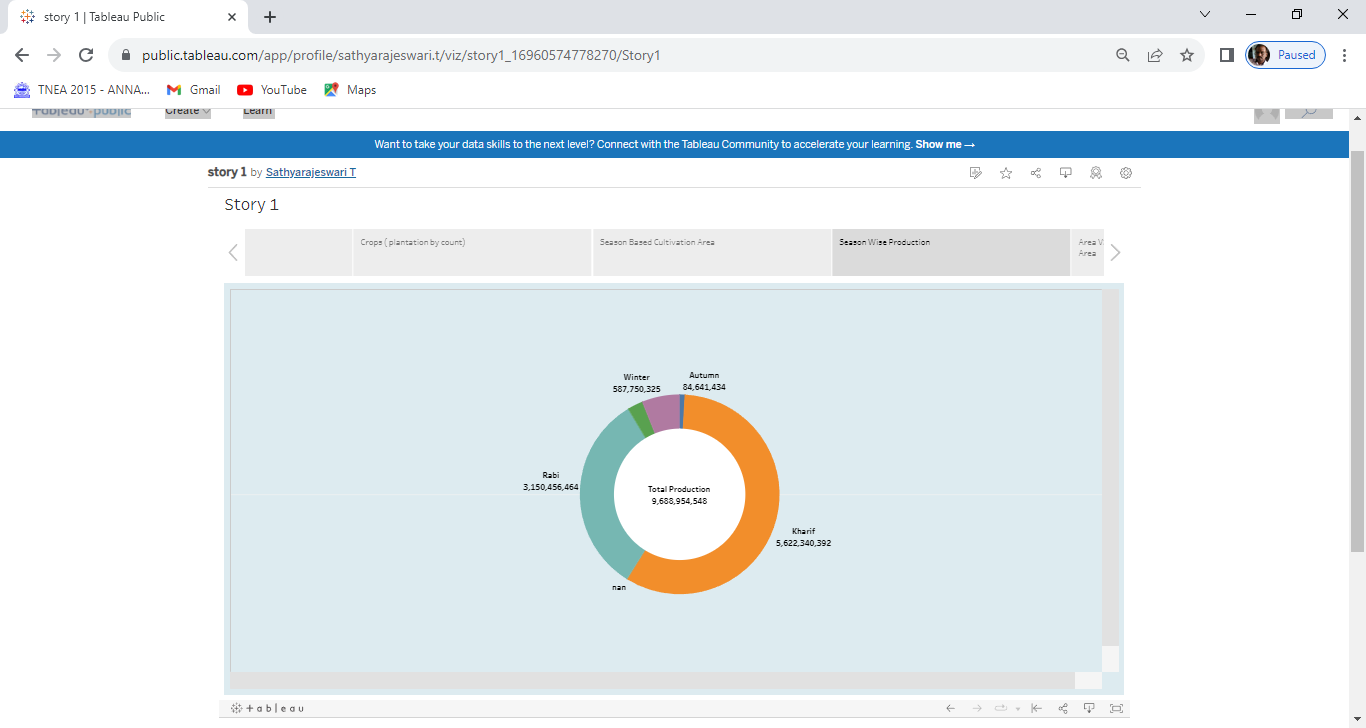 story 1 | Tableau Public
public.tableau.com/app/profile/sathyarajeswari.t/viz/story1_16960574778270/Story1
Paused
TNEA 2015 - ANNA...
Gmail
YouTube
Maps
+ableau public
Create
Learn
Want to take your data skills to the next level? Connect with the Tableau Community to accelerate your learning. Show me →
story 1 by Sathyarajeswari T
Story 1
Crops ( plantation by count)
Season Based Cultivation Area
Season Wise Production
Area V
Area
Winter
587,750,325
Autumn
84,641,434
Rabi
3,150,456,464
Total Production
9,688,954,548
Kharif
5,622,340,392
nan
+ableau